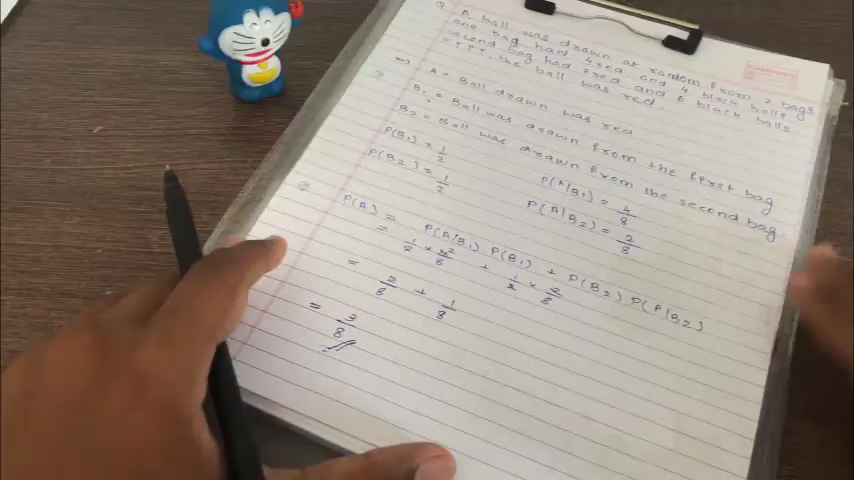 Q. A ball was drawn at random from 2 bags
one bag had 4 red and 4 black balls
second bag had 2 red and 6 black balls
TPT. the ball was red.
=> A = Ball drawn was red
B1 = Ball was drawn from the first bag
B2 = Ball was drawn from the second bag.
P(B1) = 1/2
P(B2) = 1/2
P(A|B1) = 4/8
P(A|B2) = 2/8
P(A) = P(A|B1) P(B1) + P(B2) P(A|B2)
= 1/2 × 4/8 + 1/2 × 2/8
= 2/8 + 1/8
= 3/8